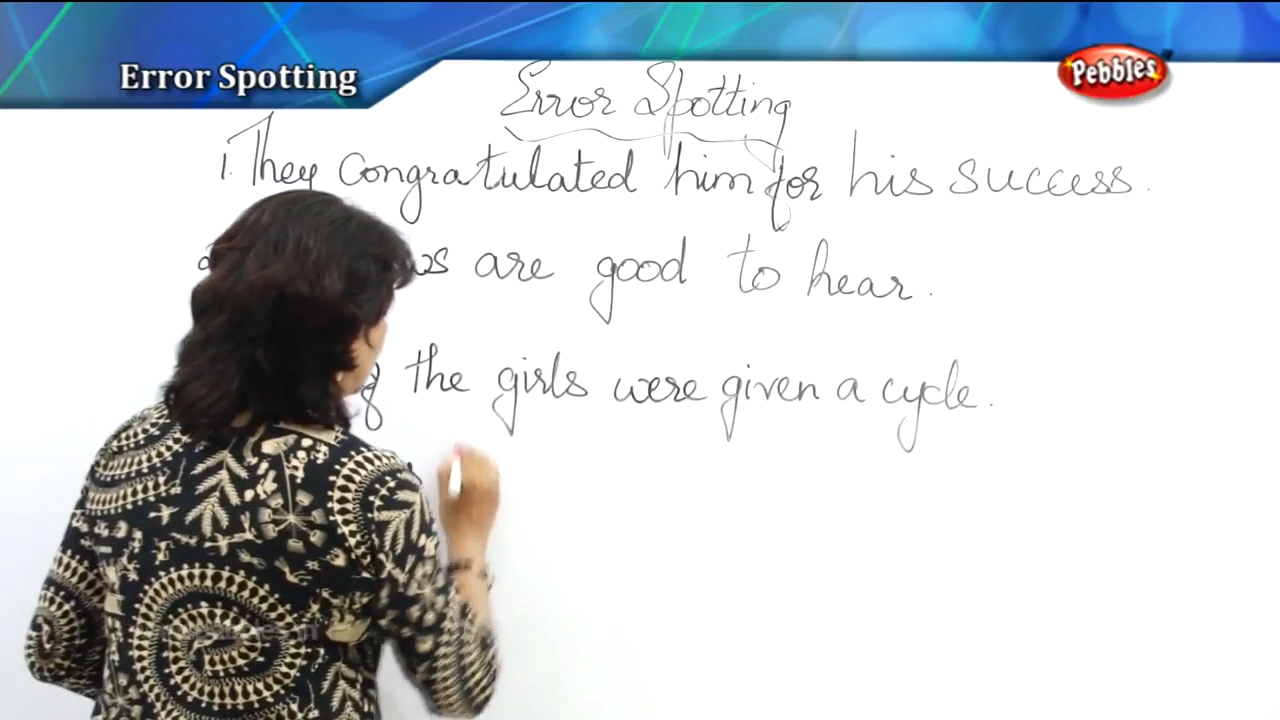 Error Spotting
Pebbles
Error Spotting
1. They congratulated him for his success.
are good to hear.
the girls were given a cycle.